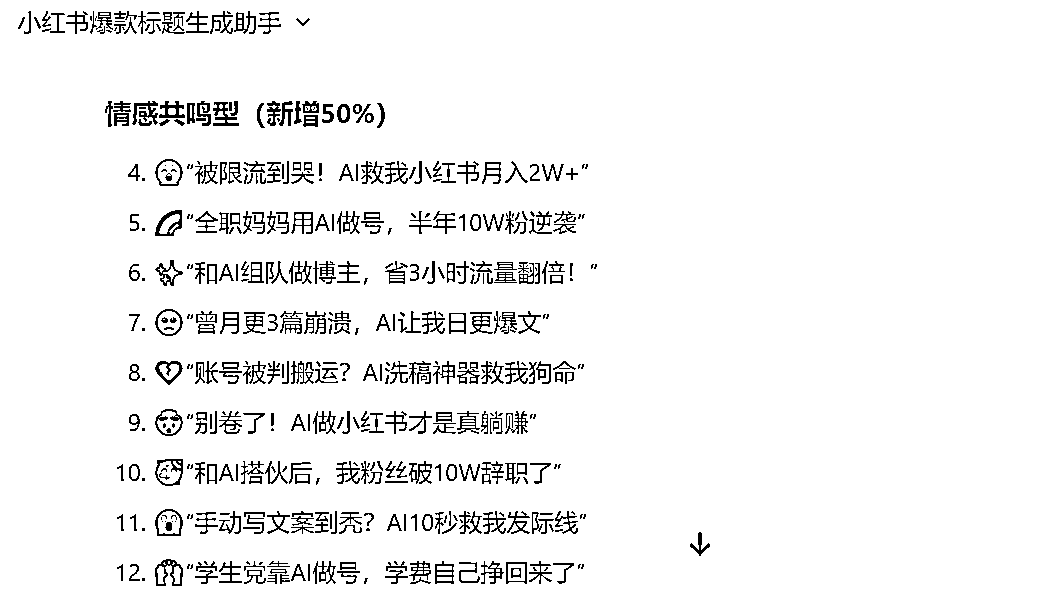 小红书爆款标题生成助手
情感共鸣型（新增50%）
4. 😭“被限流到哭！AI救我小红书月入2W+”
5. 🌈“全职妈妈用AI做号，半年10W粉逆袭”
6. ✨“和AI组队做博主，省3小时流量翻倍！”
7. 🥺“曾月更3篇崩溃，AI让我日更爆文”
8. 💔“账号被判搬运？AI洗稿神器救我狗命”
9. “别卷了！AI做小红书才是真躺赚”
10. “和AI搭伙后，我粉丝破10W辞职了”
11. 😱“手动写文案到秃？AI10秒救我发际线”
12. 🙌“学生党靠AI做号，学费自己挣回来了”